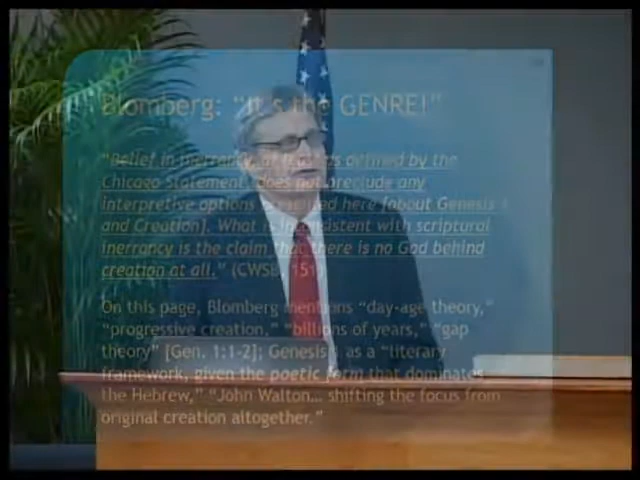 Blomberg: "It's the GENRE!"
"Belief in inerrancy, as defined by the
Chicago Statement, does not preclude any
interpretive options here [about Genesis 1
and Creation]. What is inconsistent with scriptural
inerrancy is the claim that there is no God behind
creation at all." (CWSB, 151)
On this page, Blomberg mentions "day-age theory,"
"progressive creation," "billions of years," "gap
theory" [Gen. 1:1-2]; Genesis 1 as a "literary
framework, given the poetic form that dominates
the Hebrew," "John Walton... shifting the focus from
original creation altogether."